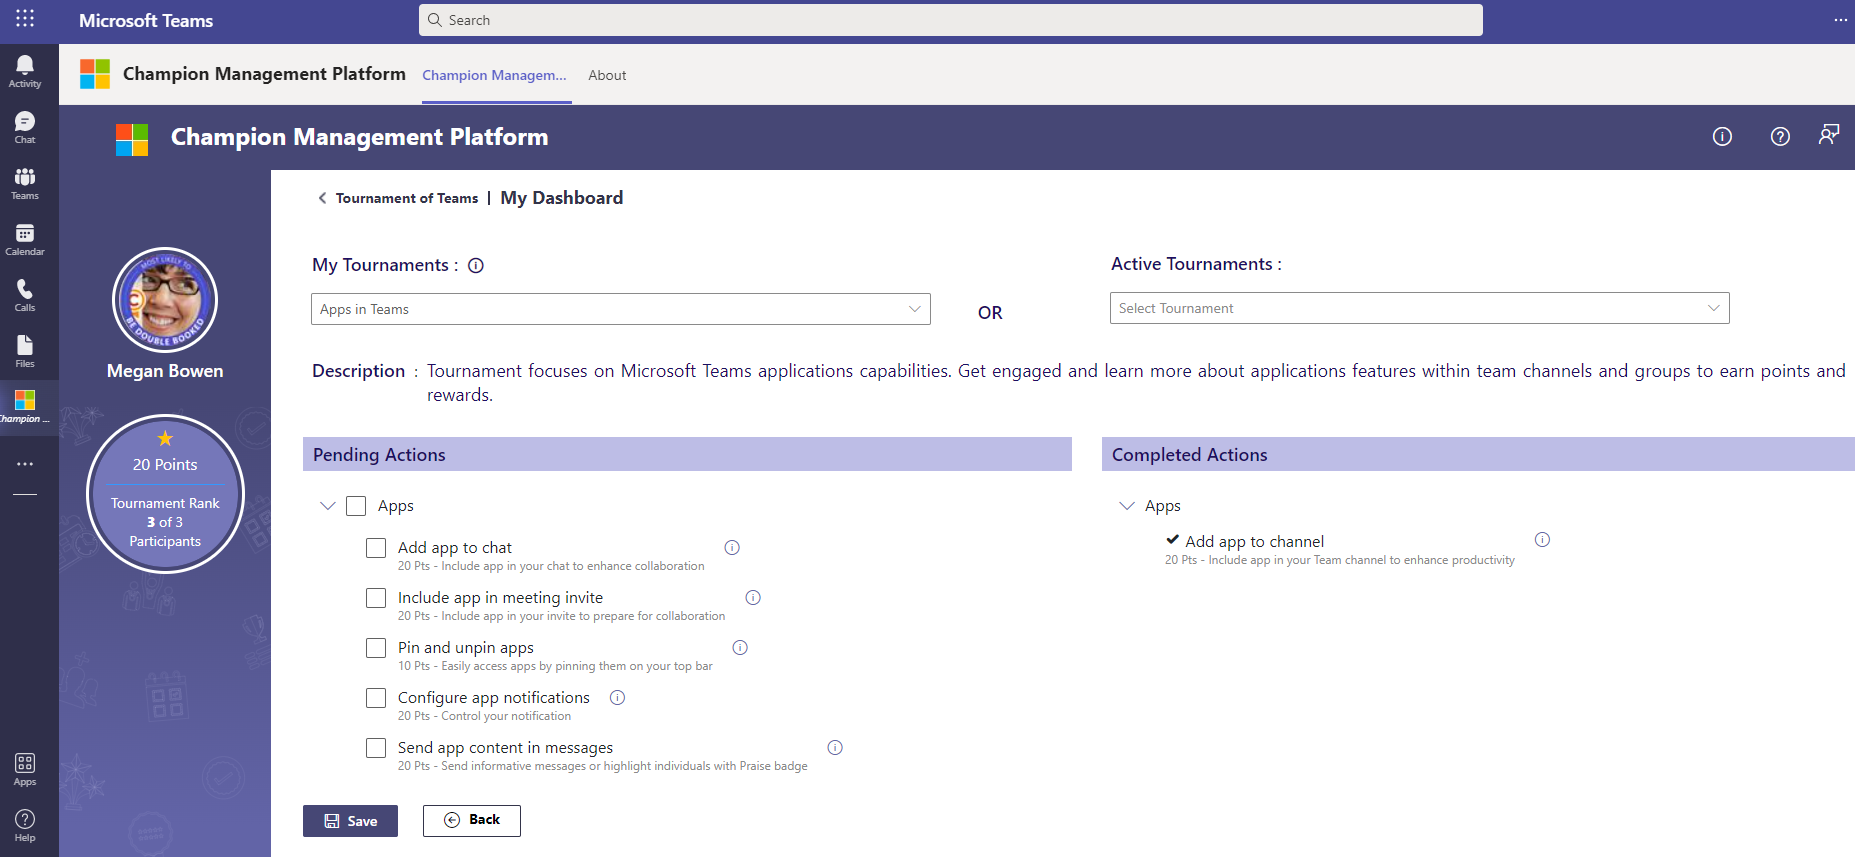 Microsoft Teams
Search
Activity
Chat
Teams
Calendar
Calls
Files
Champion ...
Apps
Help
Champion Management Platform
Champion Managem...
About
Champion Management Platform
MOST LIKELY TO
BE DOUBLE BOOKED
Megan Bowen
20 Points
Tournament Rank
3 of 3
Participants
Tournament of Teams | My Dashboard
My Tournaments :
Apps in Teams
OR
Active Tournaments :
Select Tournament
Description : Tournament focuses on Microsoft Teams applications capabilities. Get engaged and learn more about applications features within team channels and groups to earn points and
rewards.
Pending Actions
Apps
Add app to chat
20 Pts - Include app in your chat to enhance collaboration
Include app in meeting invite
20 Pts - Include app in your invite to prepare for collaboration
Pin and unpin apps
10 Pts - Easily access apps by pinning them on your top bar
Configure app notifications
20 Pts - Control your notification
Send app content in messages
20 Pts - Send informative messages or highlight individuals with Praise badge
Completed Actions
Apps
Add app to channel
20 Pts - Include app in your Team channel to enhance productivity
Save
Back